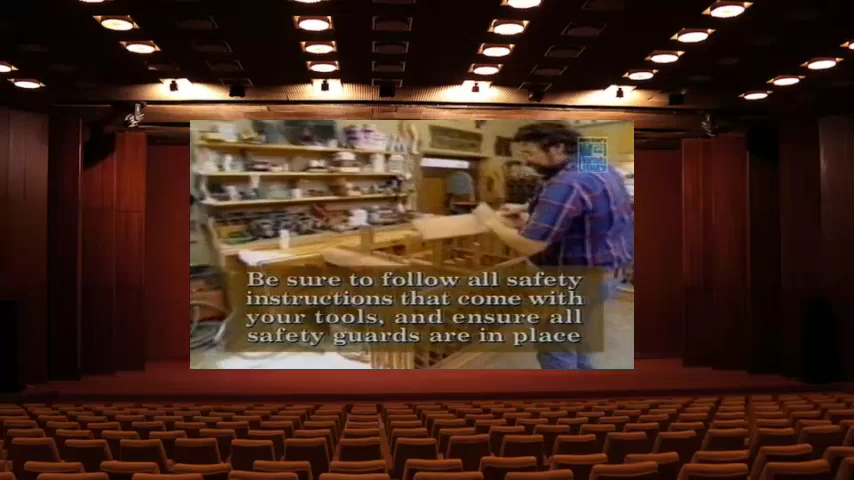 Be sure to follow all safety
instructions that come with
your tools, and ensure all
safety guards are in place